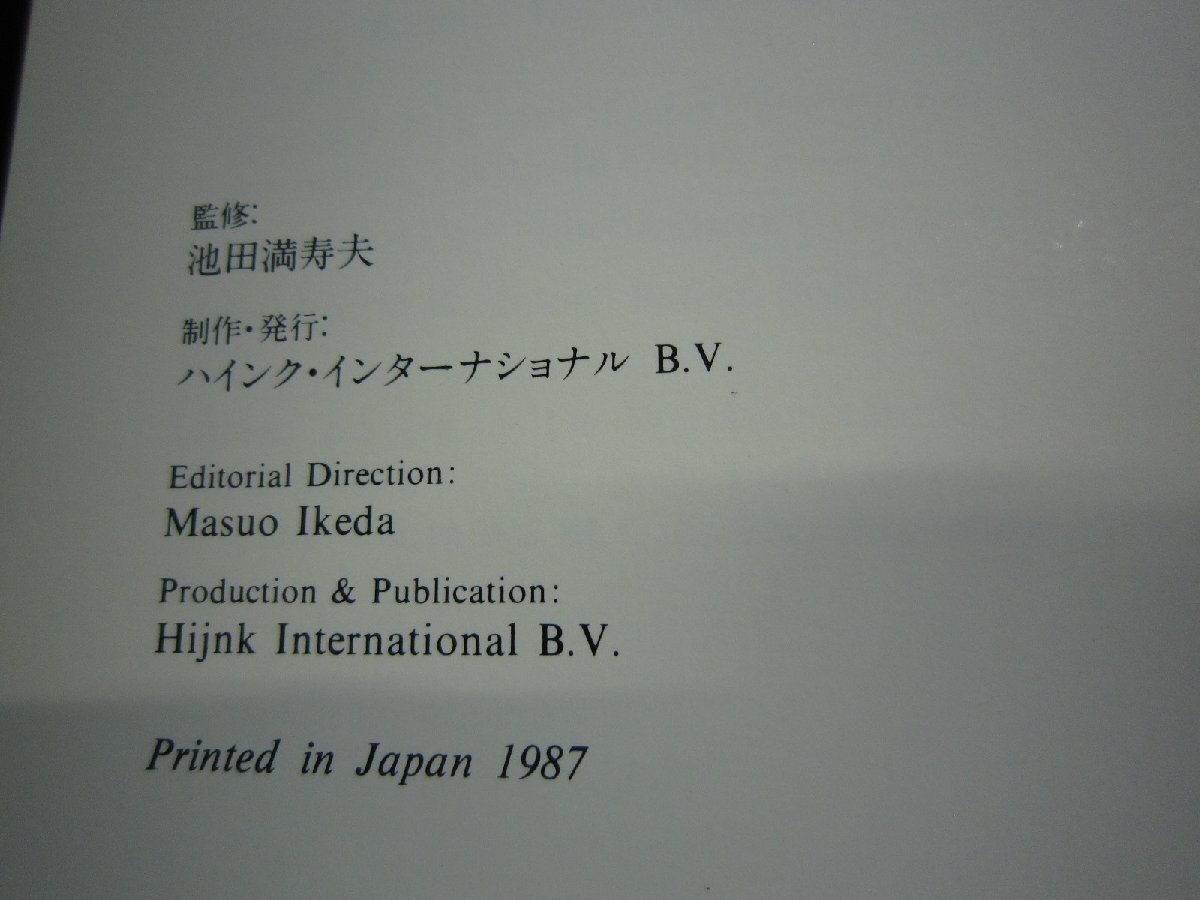 監修:
池田満寿夫
制作・発行:
ハインク・インターナショナル B.V.
Editorial Direction:
Masuo Ikeda
Production & Publication:
Hijnk International B.V.
Printed in Japan 1987